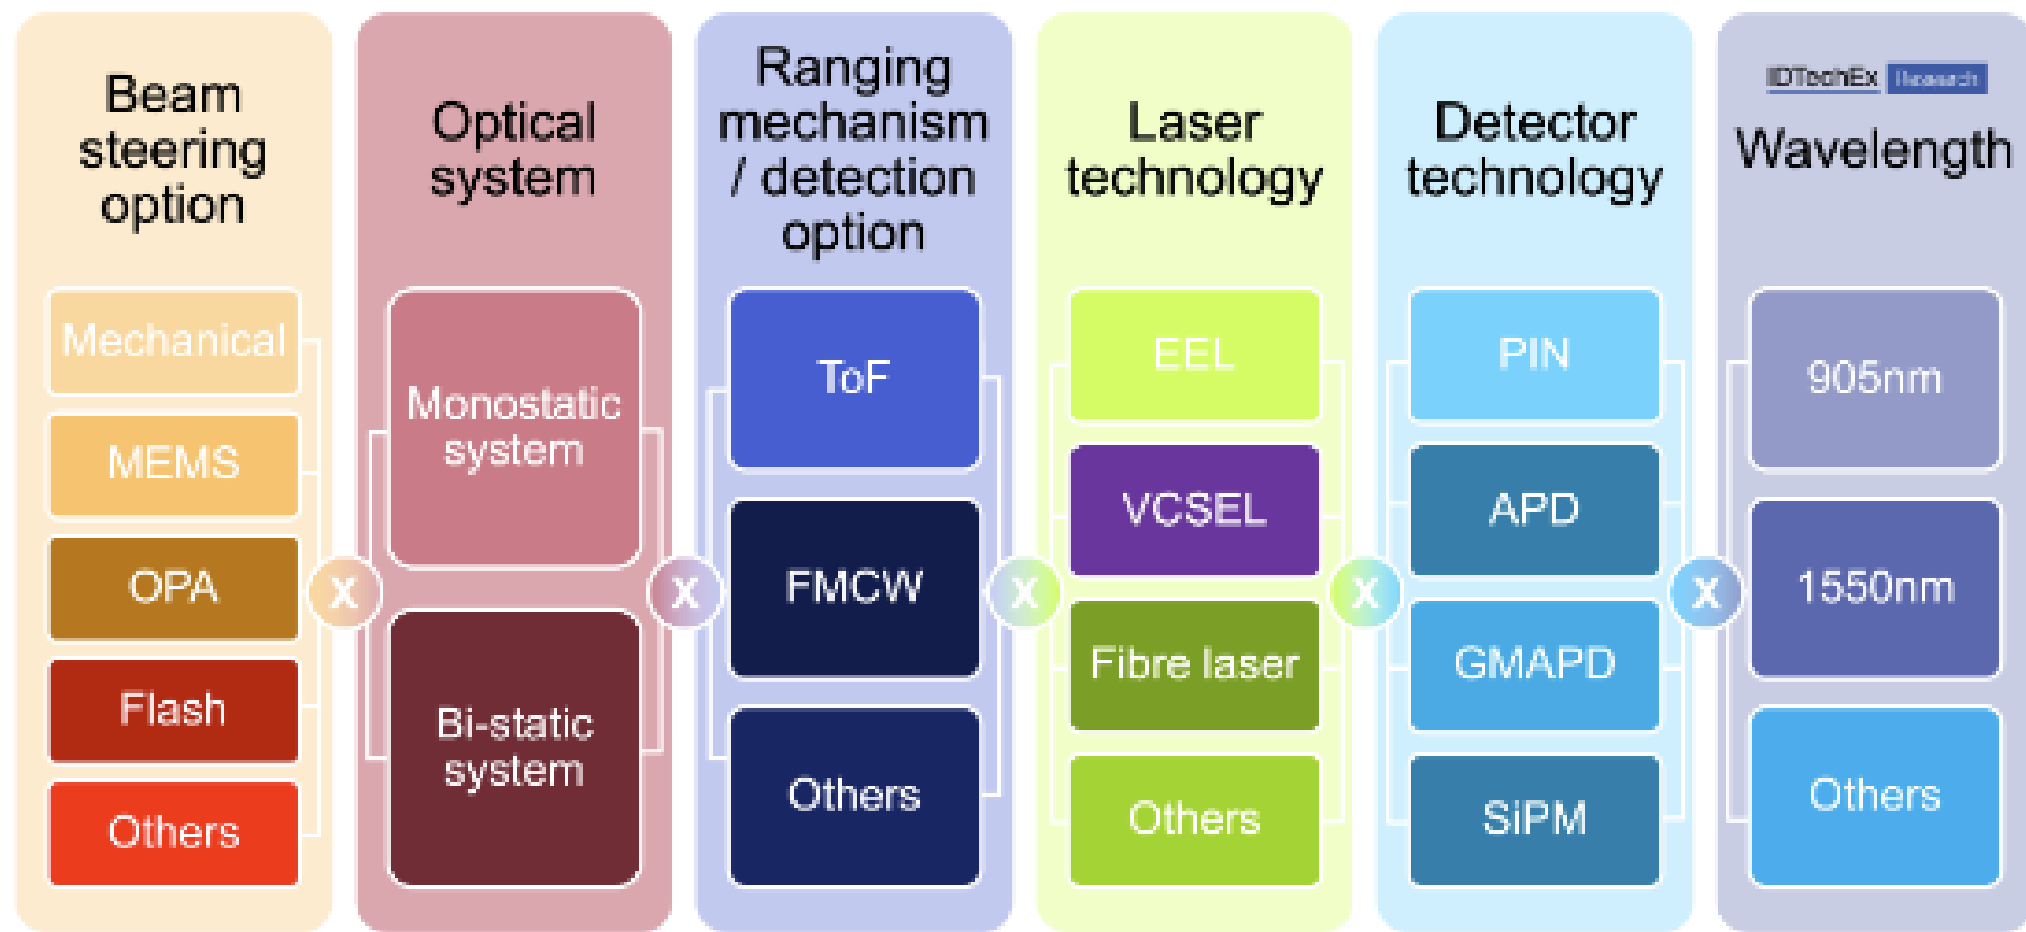 Beam
steering
option
Mechanical
MEMS
OPA
Flash
Others
X
Optical
system
Monostatic
system
Bi-static
system
X
Ranging
mechanism
/ detection
option
ToF
FMCW
Others
X
Laser
technology
EEL
VCSEL
Fibre laser
Others
X
Detector
technology
PIN
APD
GMAPD
SiPM
X
IDTechEx Research
Wavelength
905nm
1550nm
Others